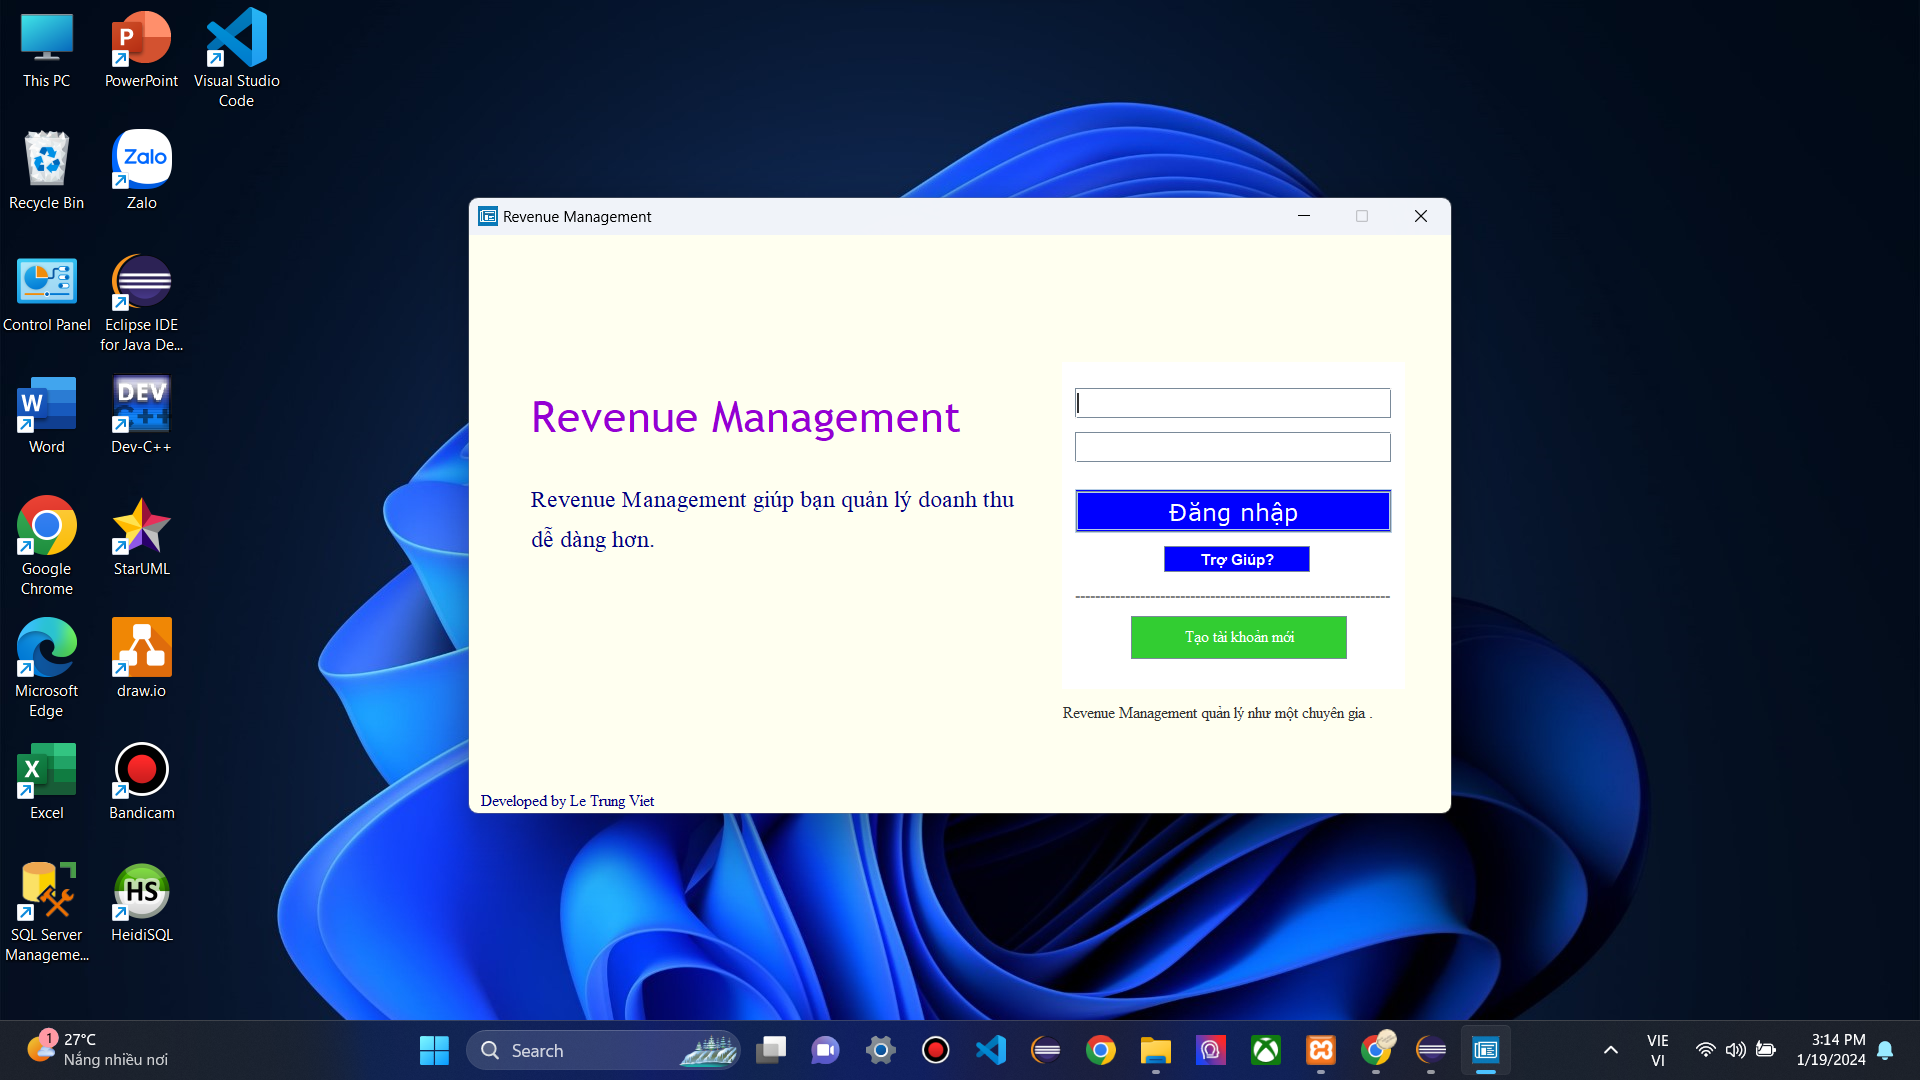 This PC
PowerPoint
Visual Studio
Code
Recycle Bin
Zalo
Zalo
Control Panel
Eclipse IDE
for Java De...
Word
DEV
C++
Dev-C++
Google
Chrome
StarUML
Microsoft
Edge
draw.io
Excel
Bandicam
SQL Server
Manageme...
HS
HeidiSQL
Revenue Management
Revenue Management
Revenue Management giúp bạn quản lý doanh thu
dễ dàng hơn.
Đăng nhập
Trợ Giúp?
---------------------------------------------------------------
Tạo tài khoản mới
Revenue Management quản lý như một chuyên gia .
Developed by Le Trung Viet
1
27°C
Nắng nhiều nơi
Search
VIE
VI
3:14 PM
1/19/2024